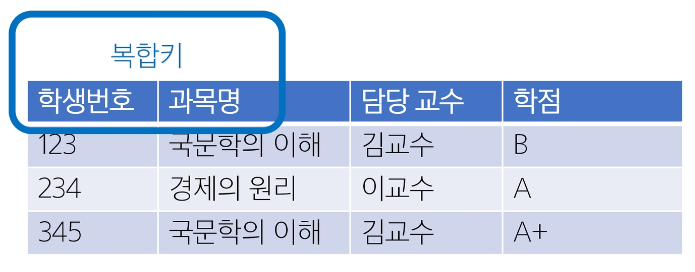 복합키
학생번호 과목명 담당 교수 학점
123 국문학의 이해 김교수 B
234 경제의 원리 이교수 A
345 국문학의 이해 김교수 A+